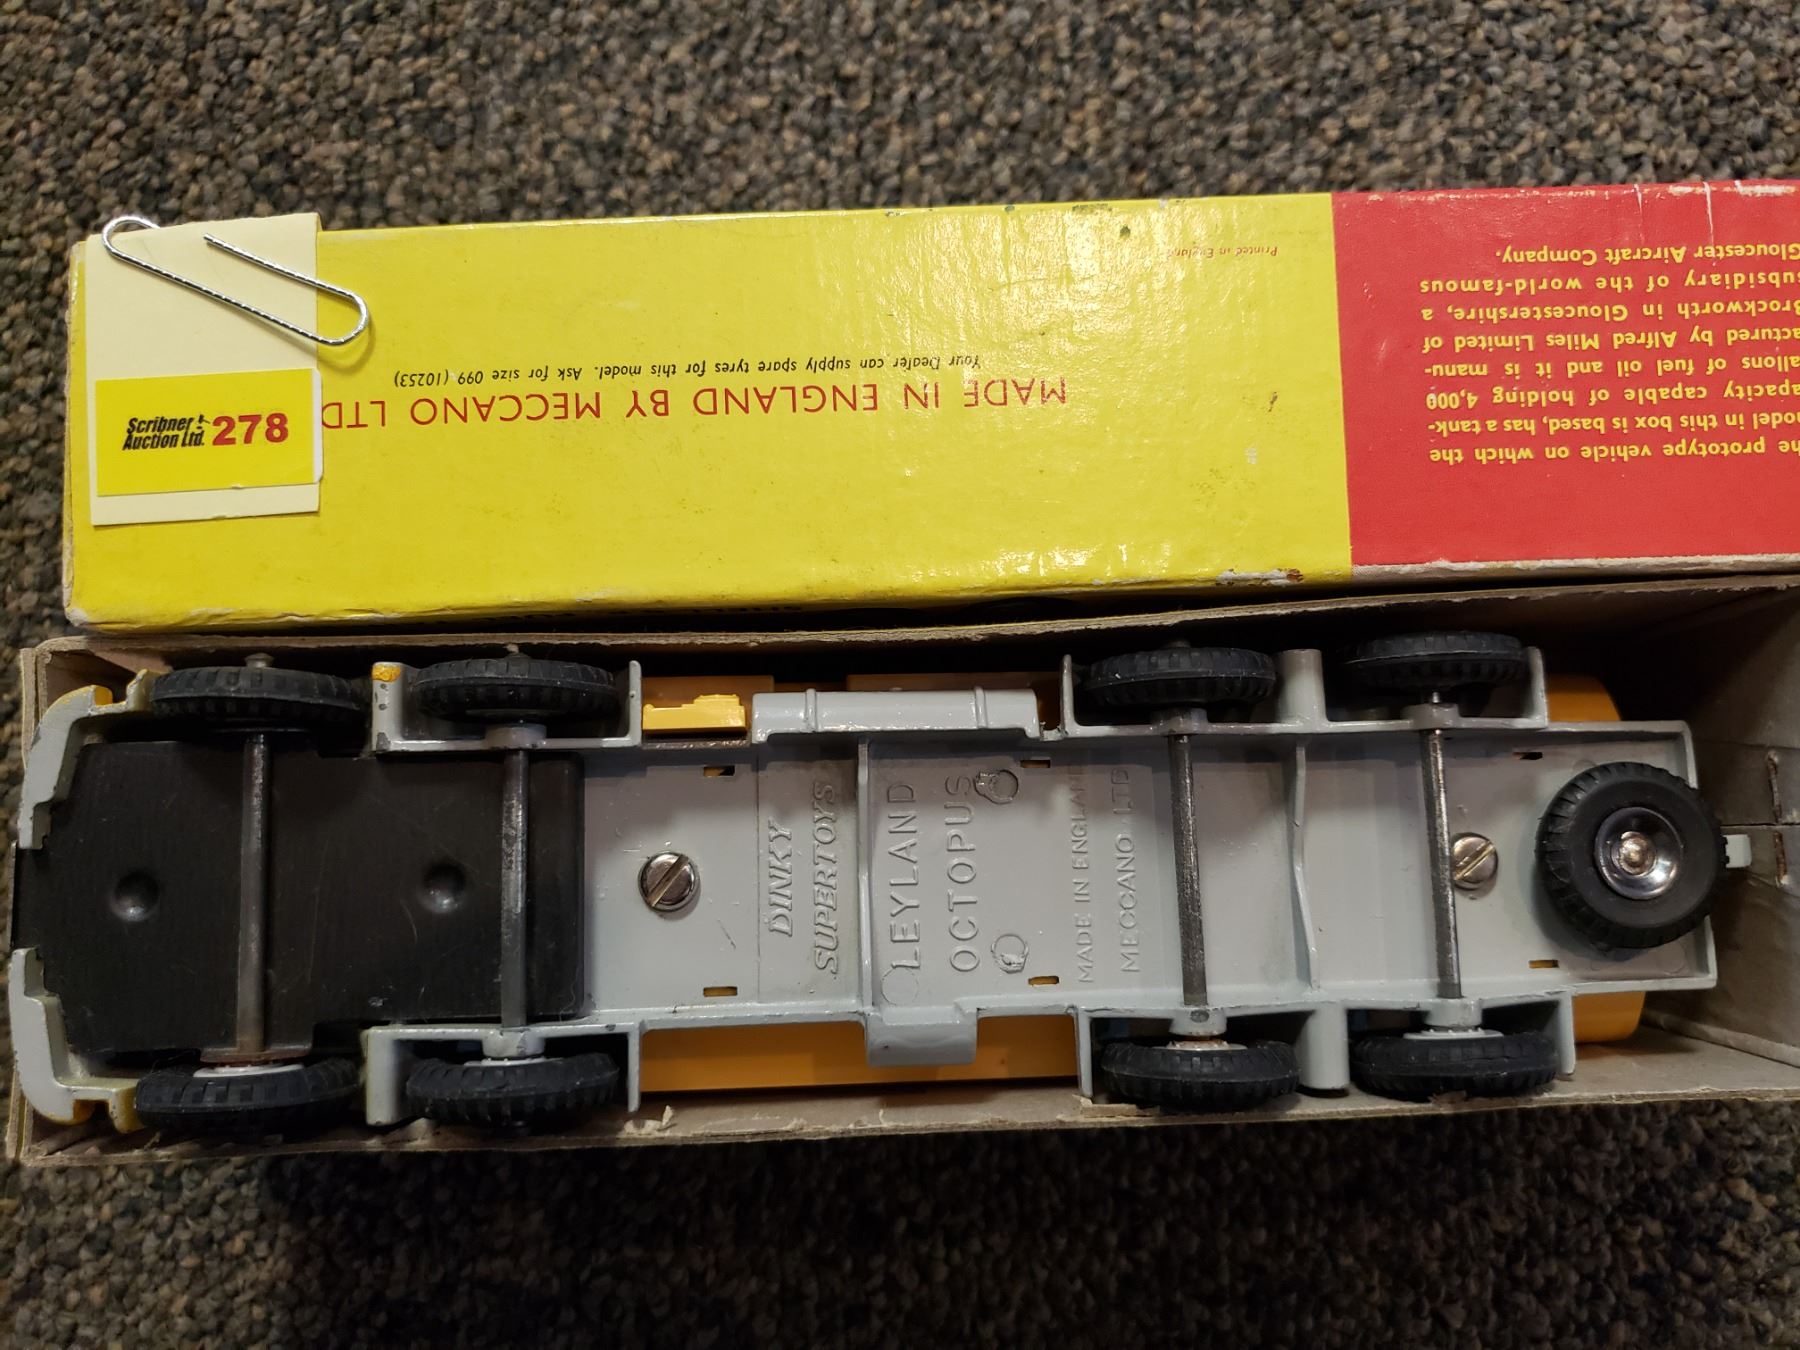 Scribner
Auction Ltd. 278
MADE IN ENGLAND BY MECCANO LTD
Your Dealer can supply spare tyres for this model. Ask for size 099 (10253)
Printed in England
prototype vehicle on which the
model in this box is based, has a tank-
capacity capable of holding 4,000
gallons of fuel oil and it is manu-
factured by Alfred Miles Limited of
Brockworth in Gloucestershire, a
subsidiary of the world-famous
Gloucester Aircraft Company.
DINKY
SUPERTOYS
LEYLAND
OCTOPUS
MADE IN ENGLAND
MECCANO LTD